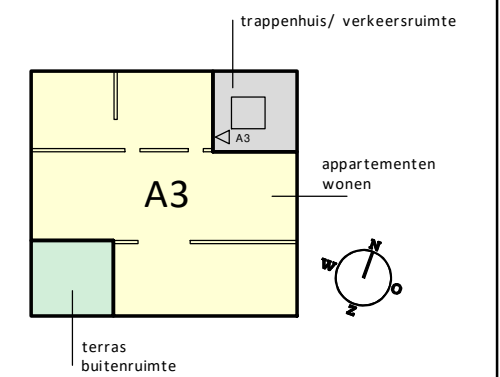 trappenhuis/ verkeersruimte
A3
appartementen
wonen
A3
N
W
O
Z
terras
buitenruimte